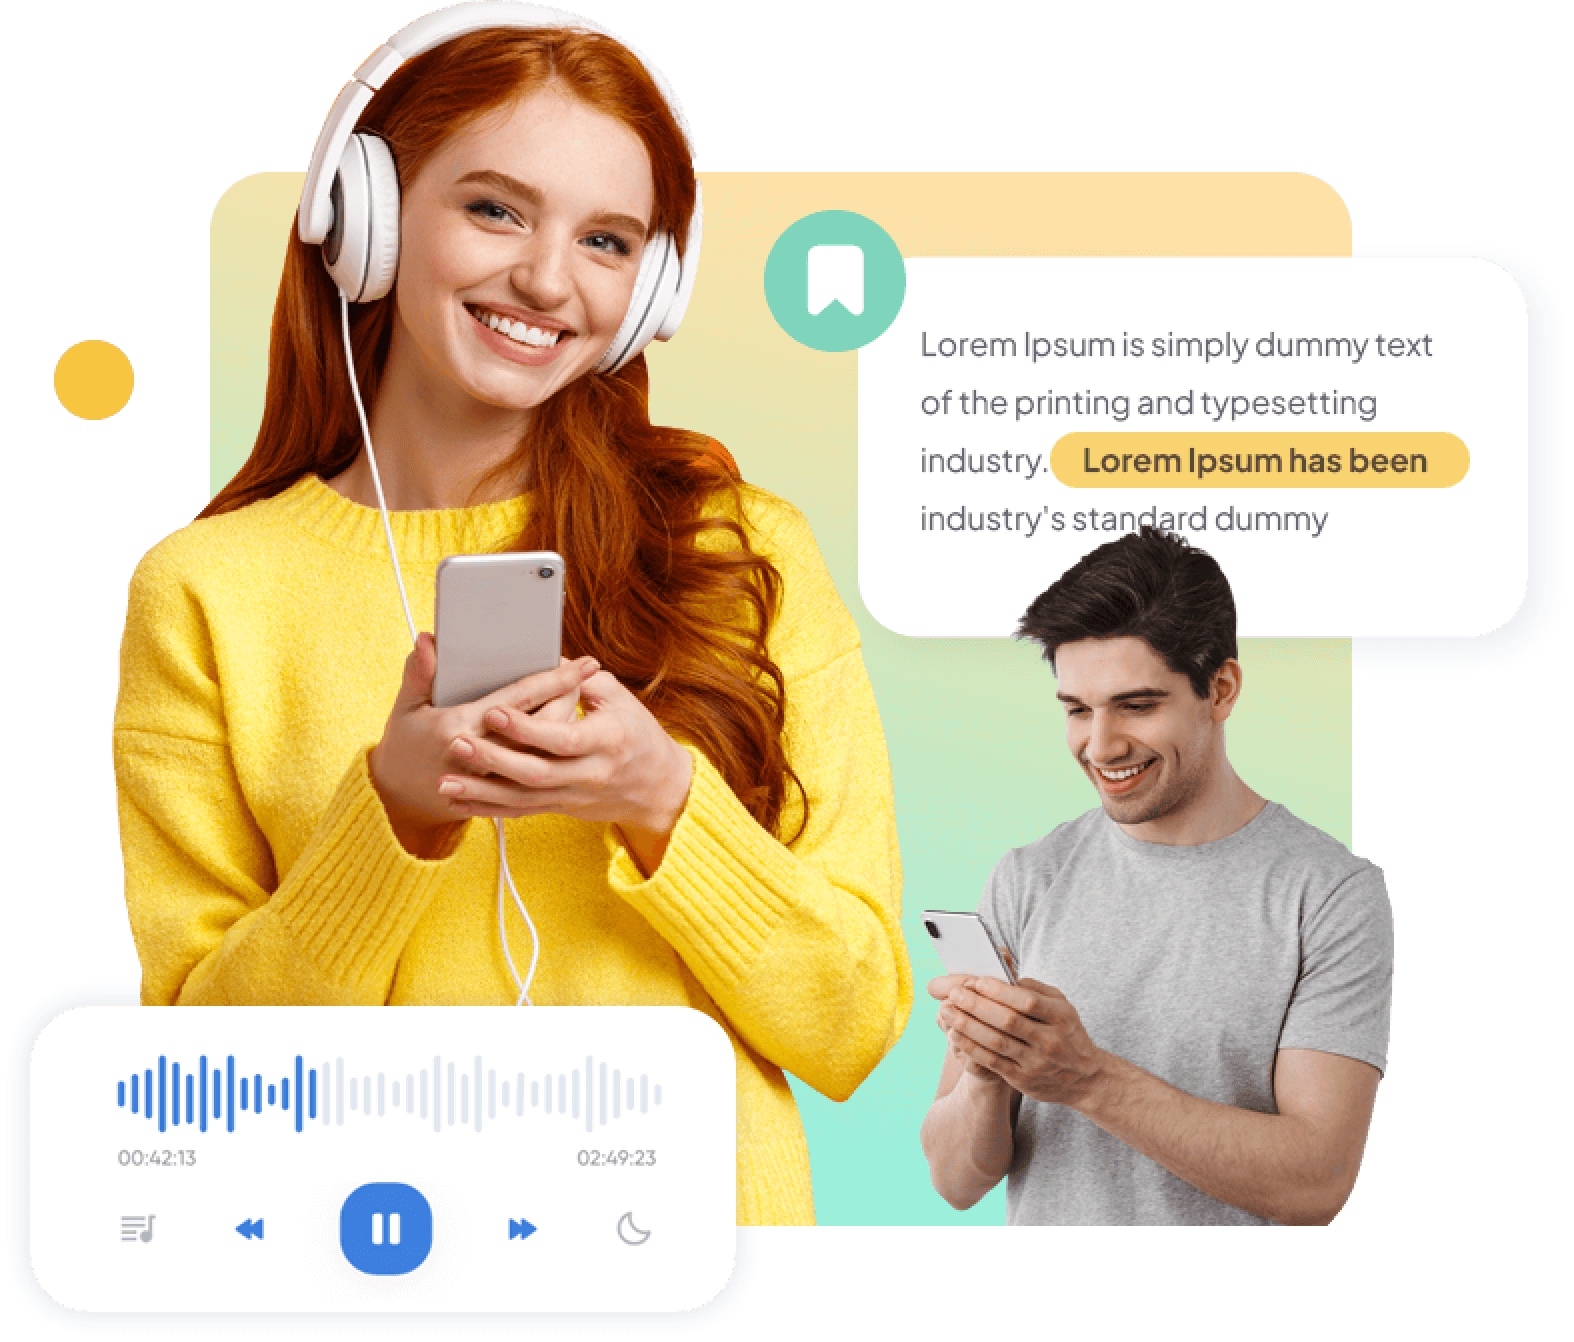 Lorem Ipsum is simply dummy text
of the printing and typesetting
industry. Lorem Ipsum has been
industry's standard dummy
00:42:13
02:49:23